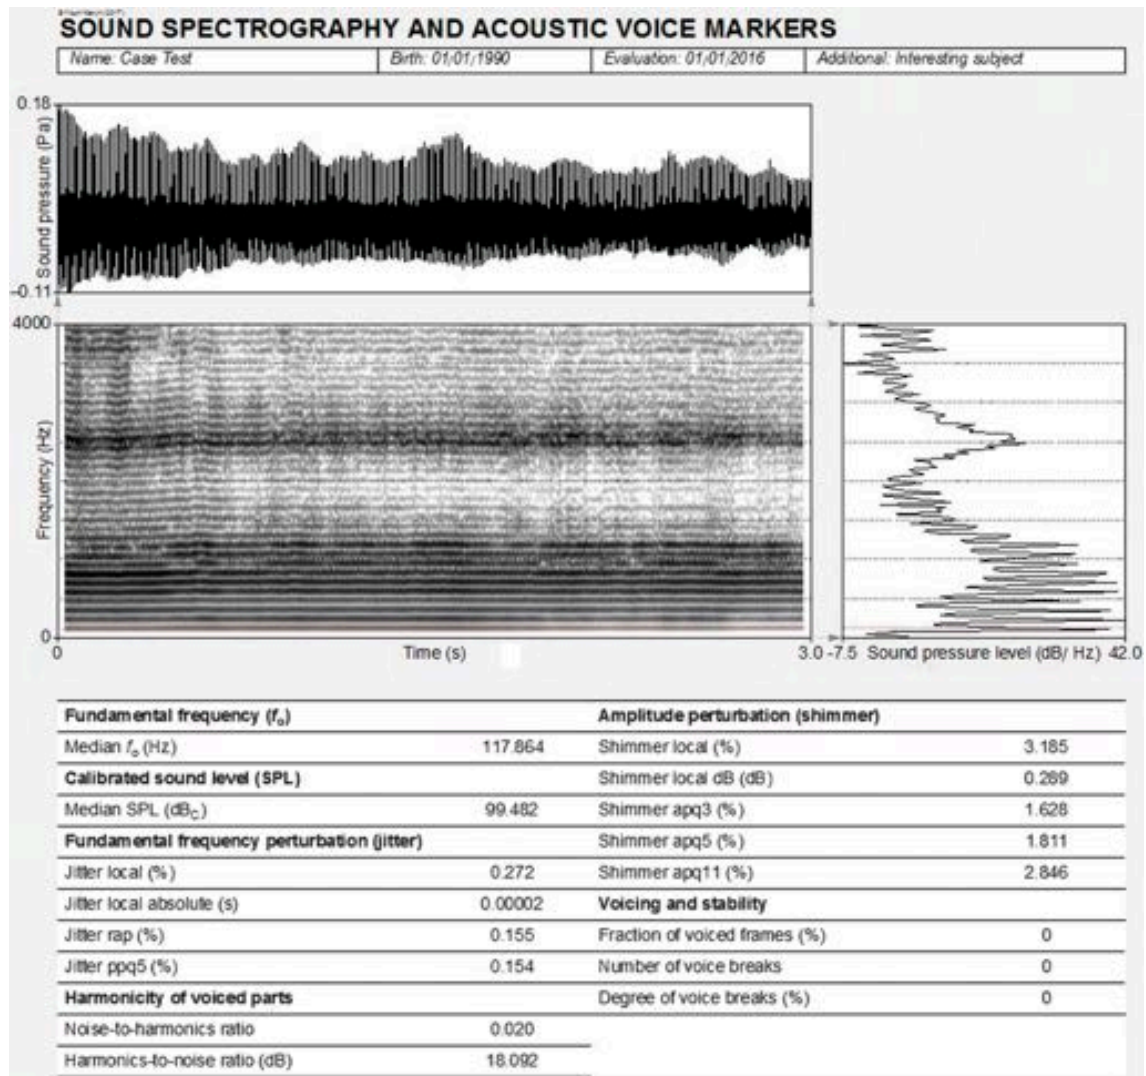 SOUND SPECTROGRAPHY AND ACOUSTIC VOICE MARKERS
Name: Case Test Birth: 01/01/1990 Evaluation: 01/01/2016 Additional: Interesting subject
0.18
Sound pressure (Pa)
-0.11
4000
Frequency (Hz)
0
0 Time (s) 3.0 -7.5 Sound pressure level (dB/ Hz) 42.0
Fundamental frequency (fo) Amplitude perturbation (shimmer)
Median fo (Hz) 117.864 Shimmer local (%) 3.185
Calibrated sound level (SPL) Shimmer local dB (dB) 0.289
Median SPL (dBC) 99.482 Shimmer apq3 (%) 1.628
Fundamental frequency perturbation (jitter) Shimmer apq5 (%) 1.811
Jitter local (%) 0.272 Shimmer apq11 (%) 2.846
Jitter local absolute (s) 0.00002 Voicing and stability
Jitter rap (%) 0.155 Fraction of voiced frames (%) 0
Jitter ppq5 (%) 0.154 Number of voice breaks 0
Harmonicity of voiced parts Degree of voice breaks (%) 0
Noise-to-harmonics ratio 0.020
Harmonics-to-noise ratio (dB) 18.092